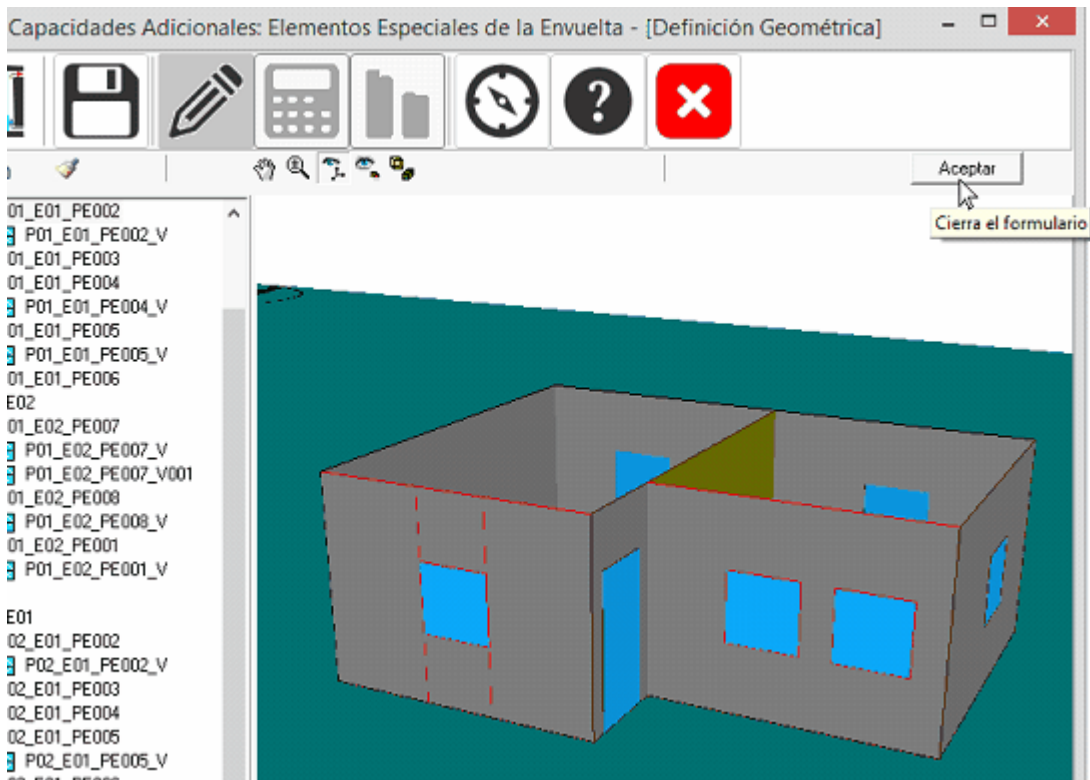 Capacidades Adicionales: Elementos Especiales de la Envuelta - [Definición Geométrica]
Aceptar
Cierra el formulario
01_E01_PE002
P01_E01_PE002_V
01_E01_PE003
01_E01_PE004
P01_E01_PE004_V
01_E01_PE005
P01_E01_PE005_V
01_E01_PE006
E02
01_E02_PE007
P01_E02_PE007_V
P01_E02_PE007_V001
01_E02_PE008
P01_E02_PE008_V
01_E02_PE001
P01_E02_PE001_V
E01
02_E01_PE002
P02_E01_PE002_V
02_E01_PE003
02_E01_PE004
02_E01_PE005
P02_E01_PE005_V